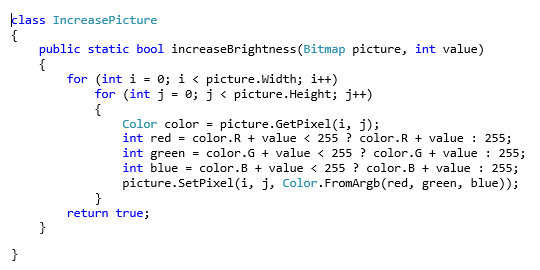 class IncreasePicture
{
    public static bool increaseBrightness(Bitmap picture, int value)
    {
        for (int i = 0; i < picture.Width; i++)
            for (int j = 0; j < picture.Height; j++)
            {
                Color color = picture.GetPixel(i, j);
                int red = color.R + value < 255 ? color.R + value : 255;
                int green = color.G + value < 255 ? color.G + value : 255;
                int blue = color.B + value < 255 ? color.B + value : 255;
                picture.SetPixel(i, j, Color.FromArgb(red, green, blue));
            }
        return true;
    }

}